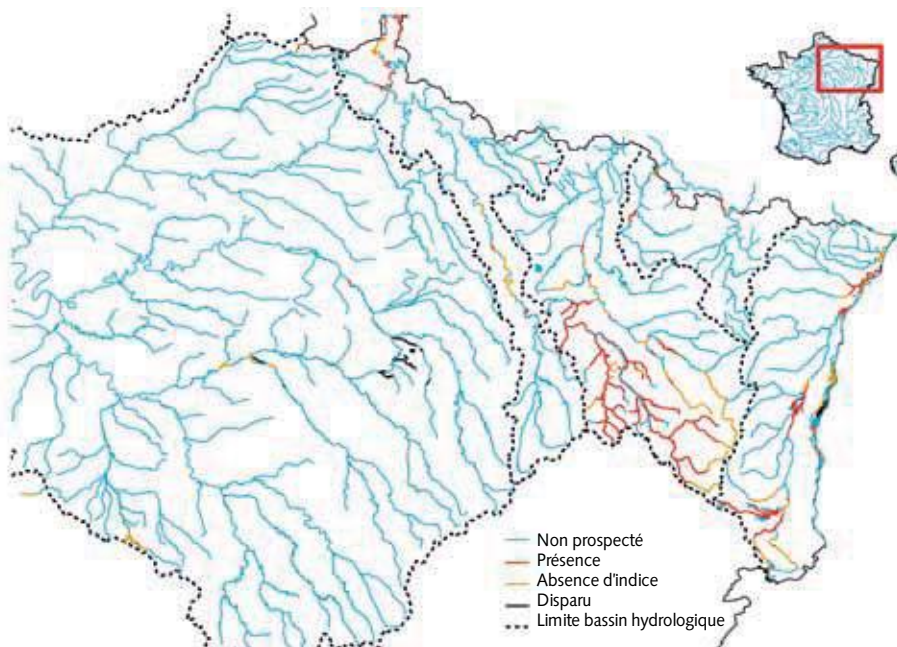 Non prospecté
Présence
Absence d'indice
Disparu
Limite bassin hydrologique